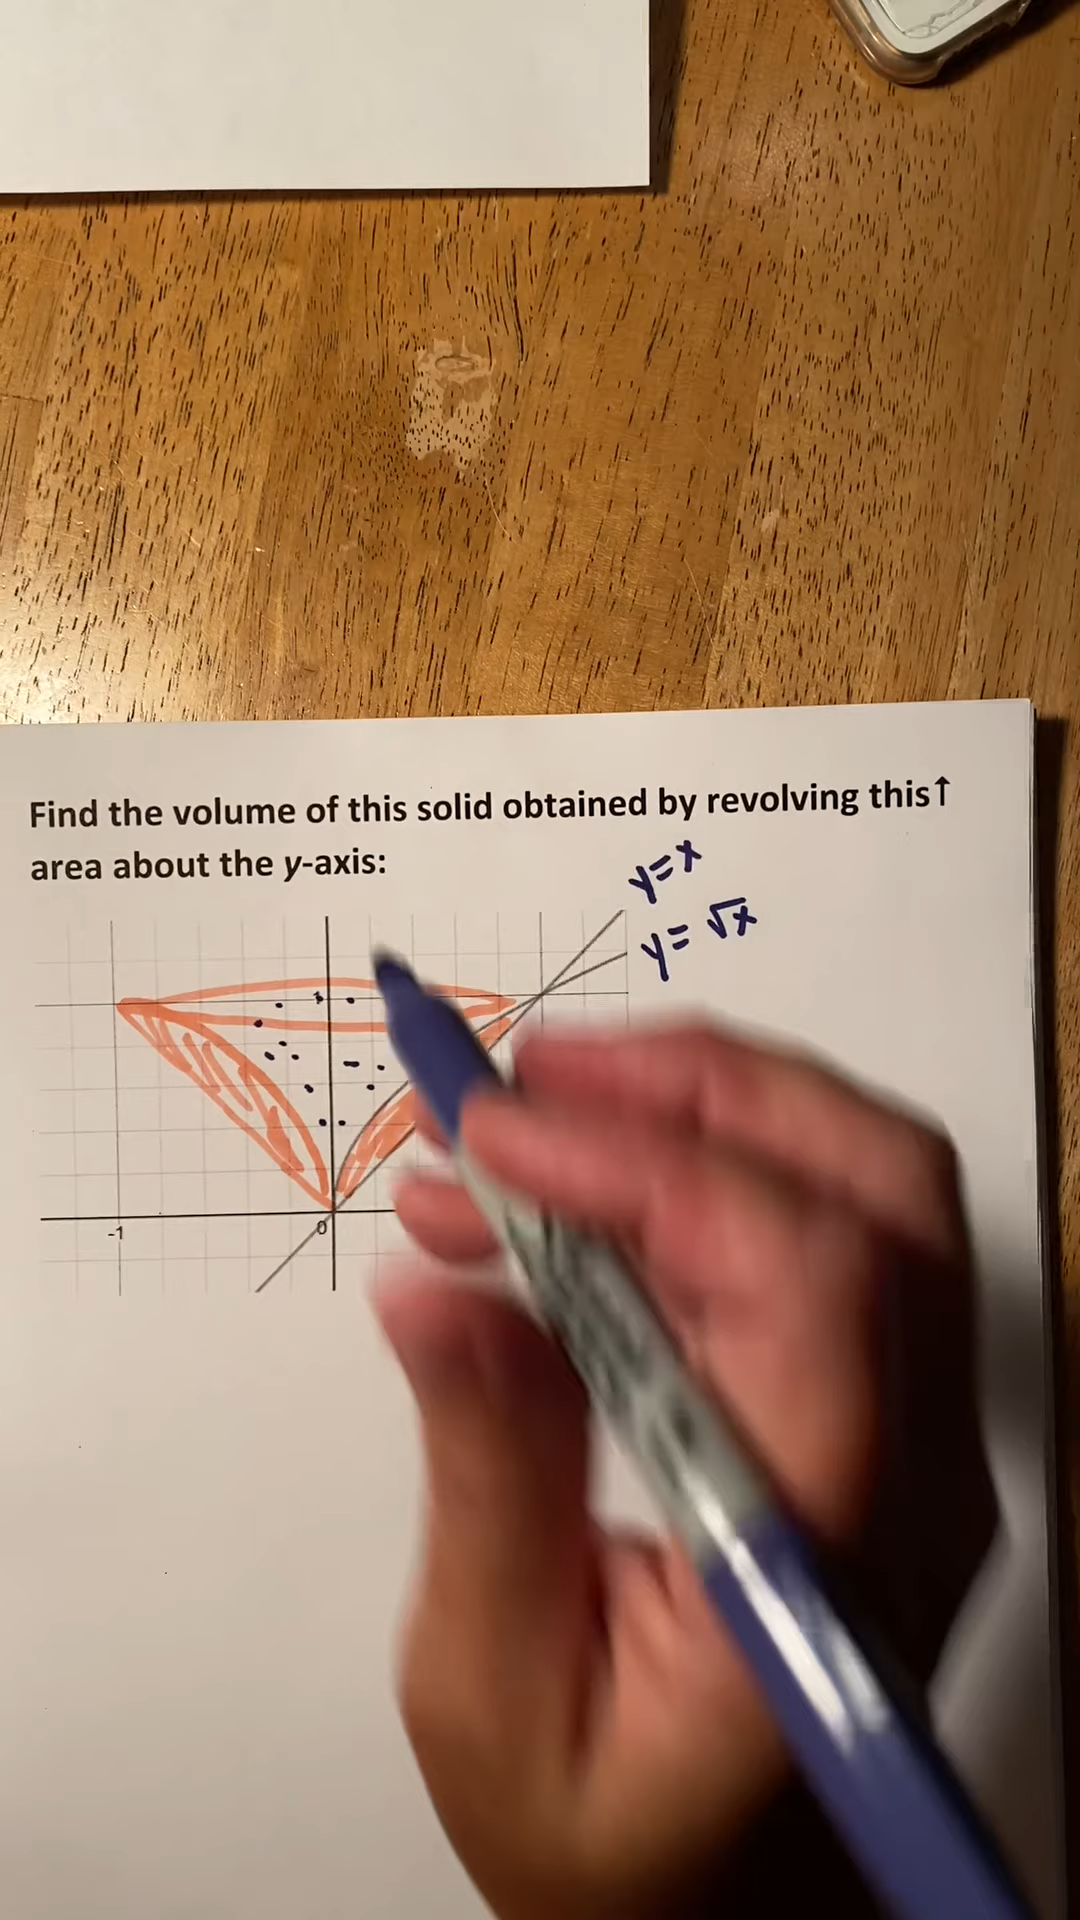 Find the volume of this solid obtained by revolving this↑
area about the y-axis:
y=x
y=√x
-1
0